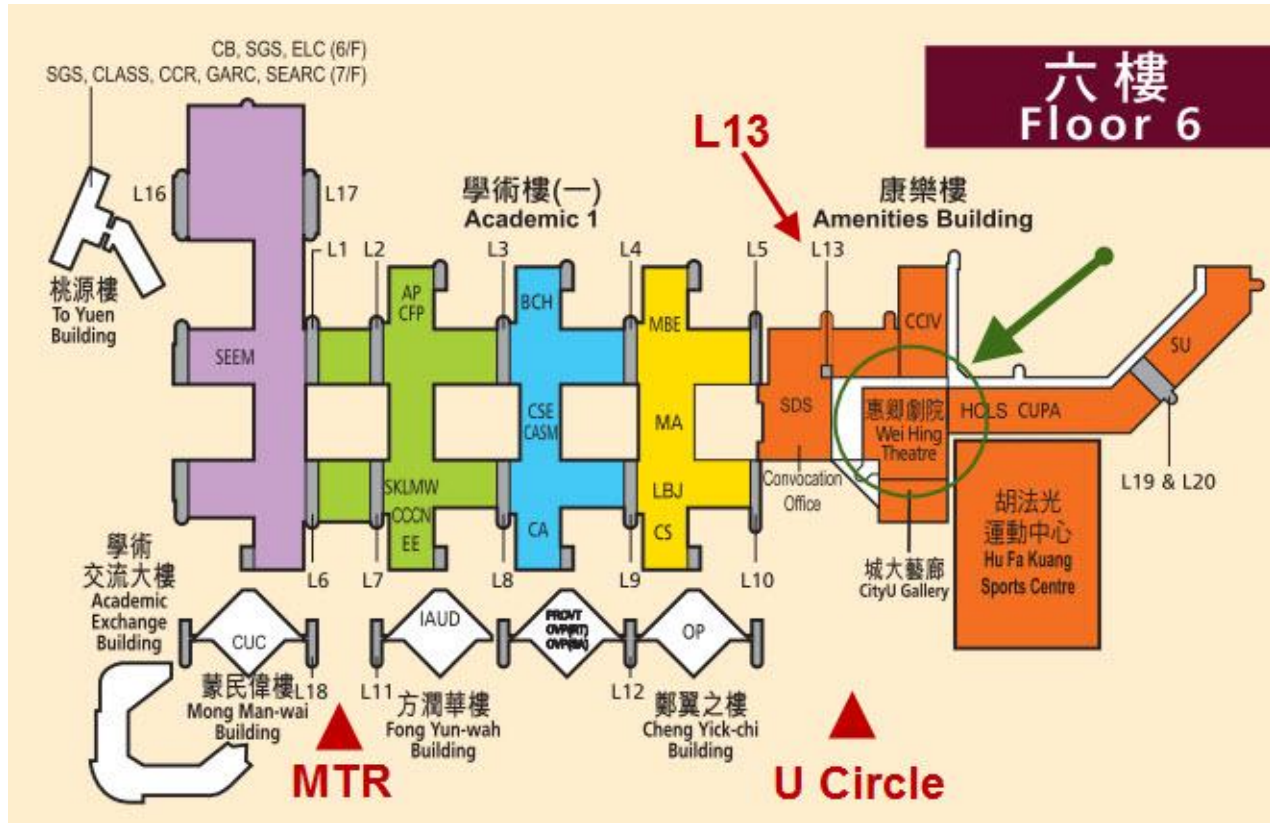 CB, SGS, ELC (6/F)
SGS, CLASS, CCR, GARC, SEARC (7/F)
六樓
Floor 6
L13
L16
L17
學術樓(一)
Academic 1
康樂樓
Amenities Building
L1
L2
L3
L4
L5
L13
桃源樓
To Yuen
Building
AP
CFP
BCH
MBE
CCIV
SEEM
SU
CSE
CASM
MA
SDS
惠卿劇院
Wei Hing
Theatre
HOLS CUPA
SKLMW
CCCN
EE
CA
LBJ
CS
Convocation
Office
L19 & L20
胡法光
運動中心
Hu Fa Kuang
Sports Centre
城大藝廊
CityU Gallery
學術
交流大樓
Academic
Exchange
Building
L6
L7
L8
L9
L10
CUC
IAUD
PROVT
OVP(RT)
OVP(SA)
OP
蒙民偉樓
Mong Man-wai
Building
L18
L11
方潤華樓
Fong Yun-wah
Building
L12
鄭翼之樓
Cheng Yick-chi
Building
MTR
U Circle